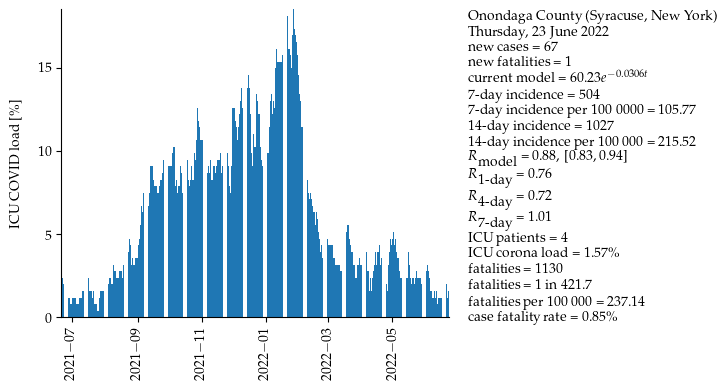 ICU COVID load [%]
15
10
5
0
2021−07
2021−09
2021−11
2022−01
2022−03
2022−05
Onondaga County (Syracuse, New York)
Thursday, 23 June 2022
new cases = 67
new fatalities = 1
current model = 60.23e^{−0.0306t}
7-day incidence = 504
7-day incidence per 100 0000 = 105.77
14-day incidence = 1027
14-day incidence per 100 000 = 215.52
R_model = 0.88, [0.83, 0.94]
R_1-day = 0.76
R_4-day = 0.72
R_7-day = 1.01
ICU patients = 4
ICU corona load = 1.57%
fatalities = 1130
fatalities = 1 in 421.7
fatalities per 100 000 = 237.14
case fatality rate = 0.85%